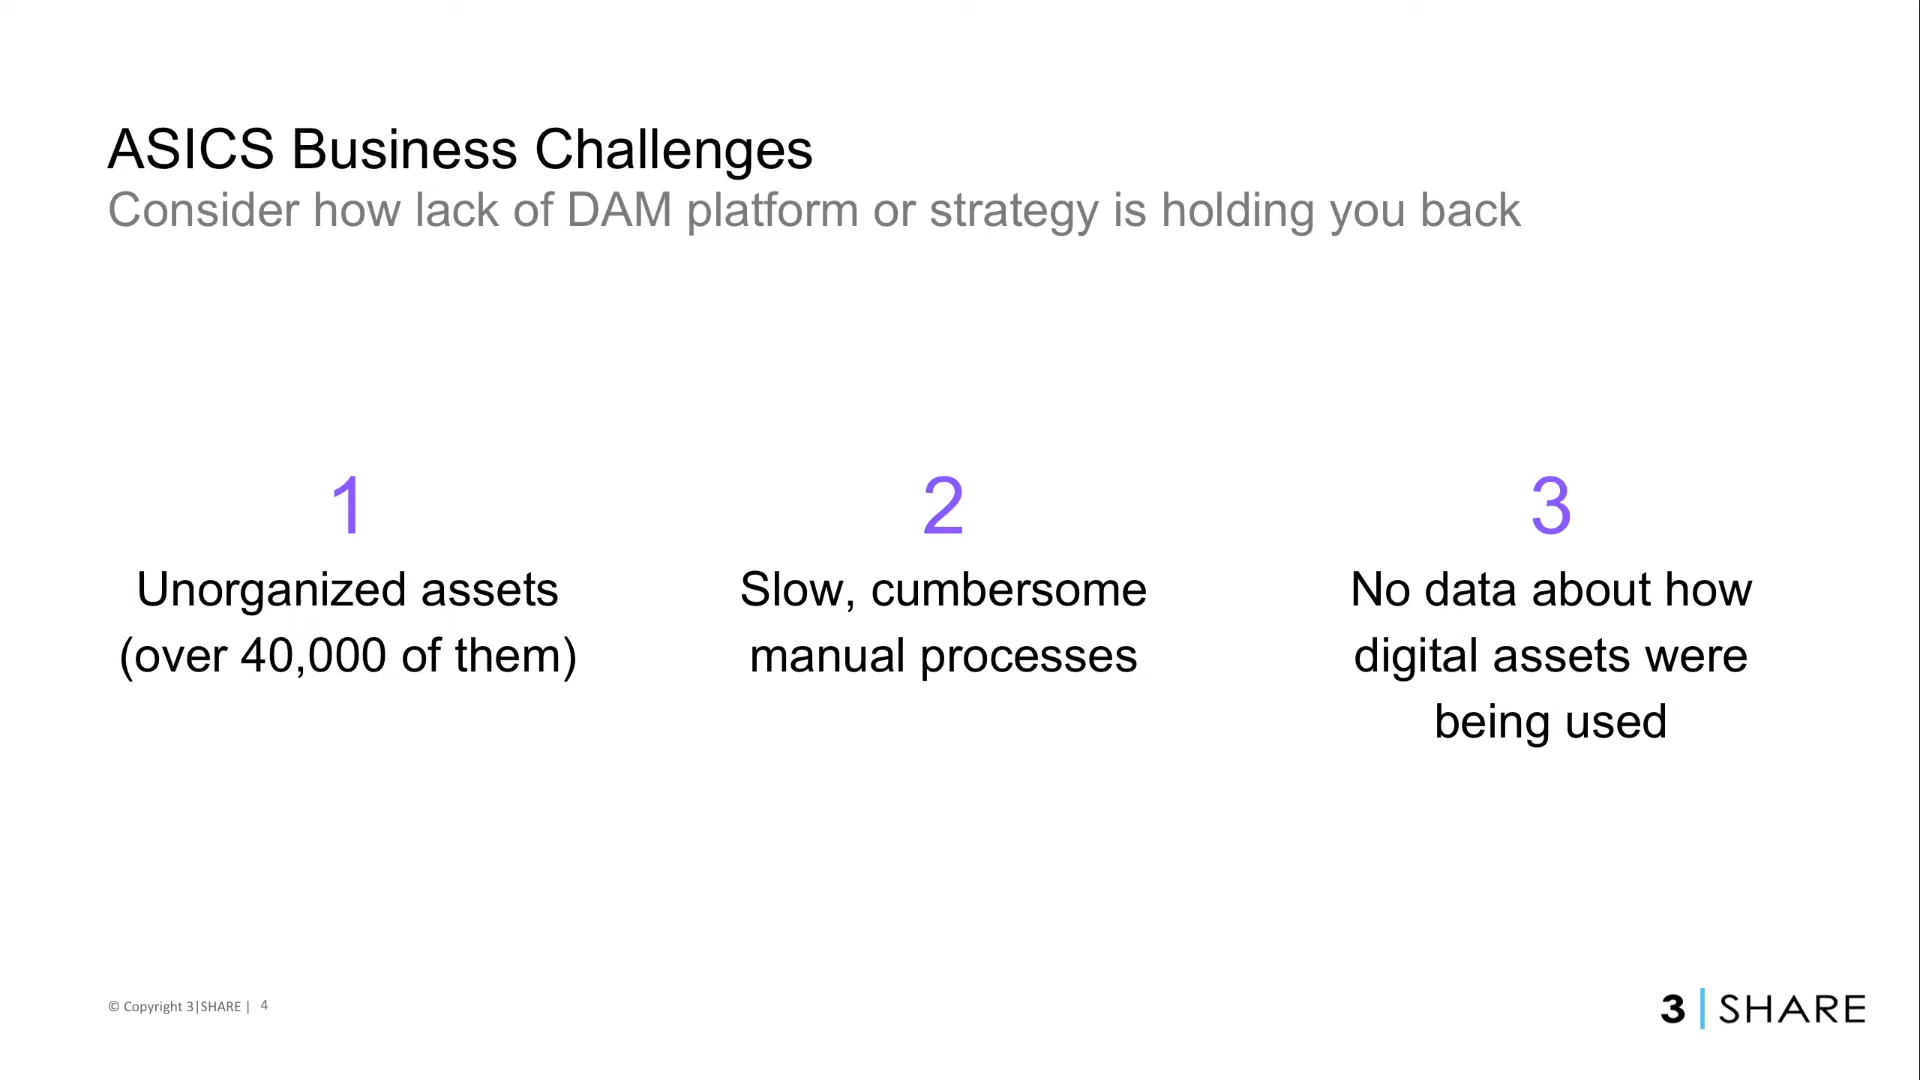 ASICS Business Challenges
Consider how lack of DAM platform or strategy is holding you back
1
Unorganized assets
(over 40,000 of them)
2
Slow, cumbersome
manual processes
3
No data about how
digital assets were
being used
© Copyright 3|SHARE | 4
3 | SHARE